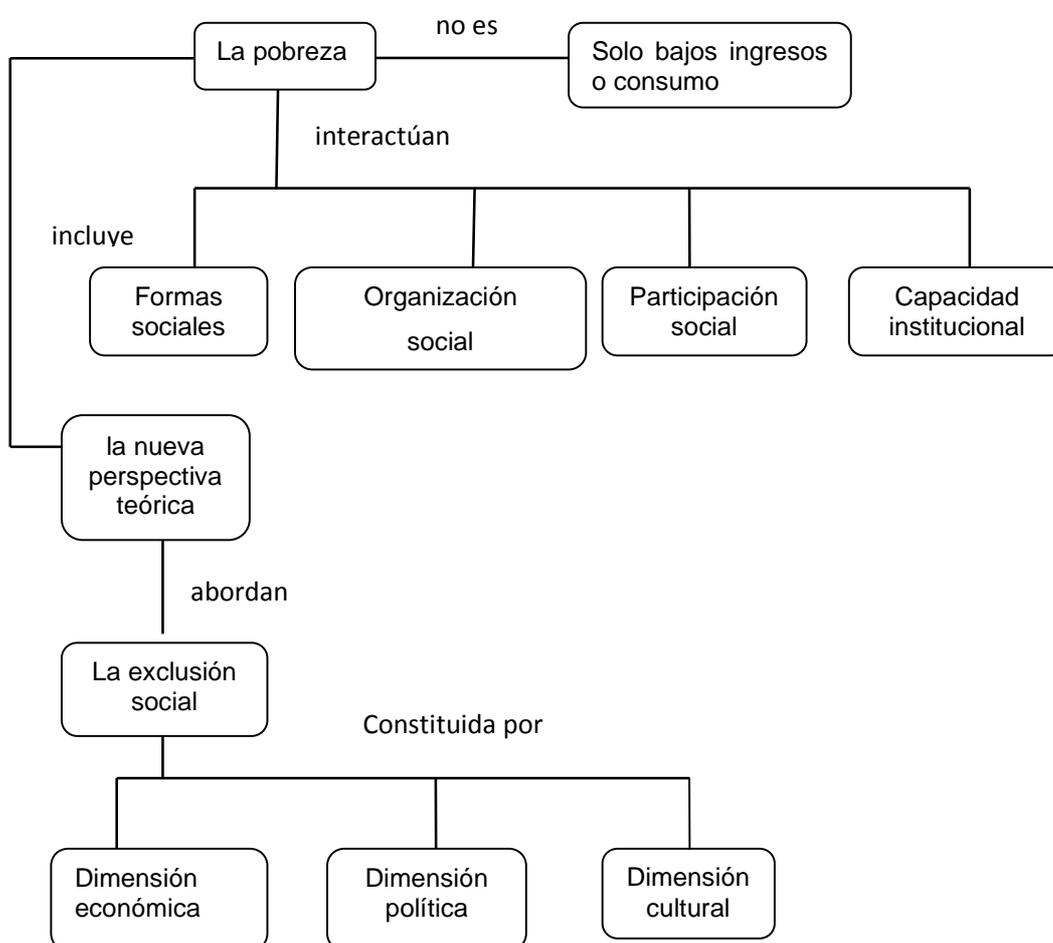 no es
La pobreza
Solo bajos ingresos
o consumo
interactúan
incluye
Formas
sociales
Organización
social
Participación
social
Capacidad
institucional
la nueva
perspectiva
teórica
abordan
La exclusión
social
Constituida por
Dimensión
económica
Dimensión
política
Dimensión
cultural